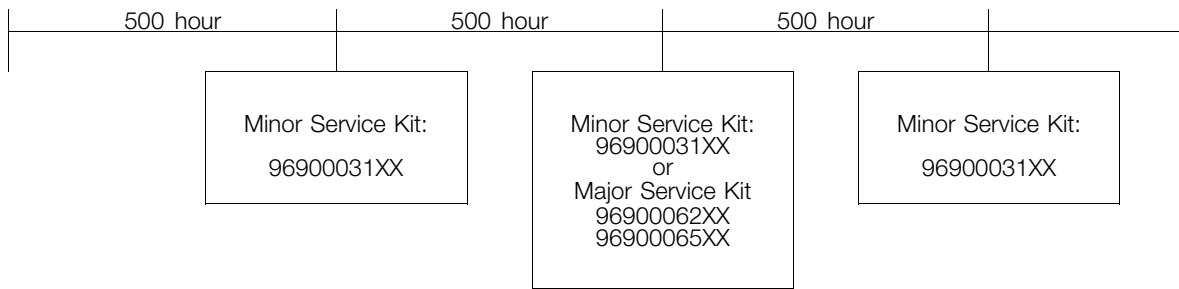 500 hour
500 hour
500 hour
Minor Service Kit:
96900031XX
Minor Service Kit:
96900031XX
or
Major Service Kit
96900062XX
96900065XX
Minor Service Kit:
96900031XX